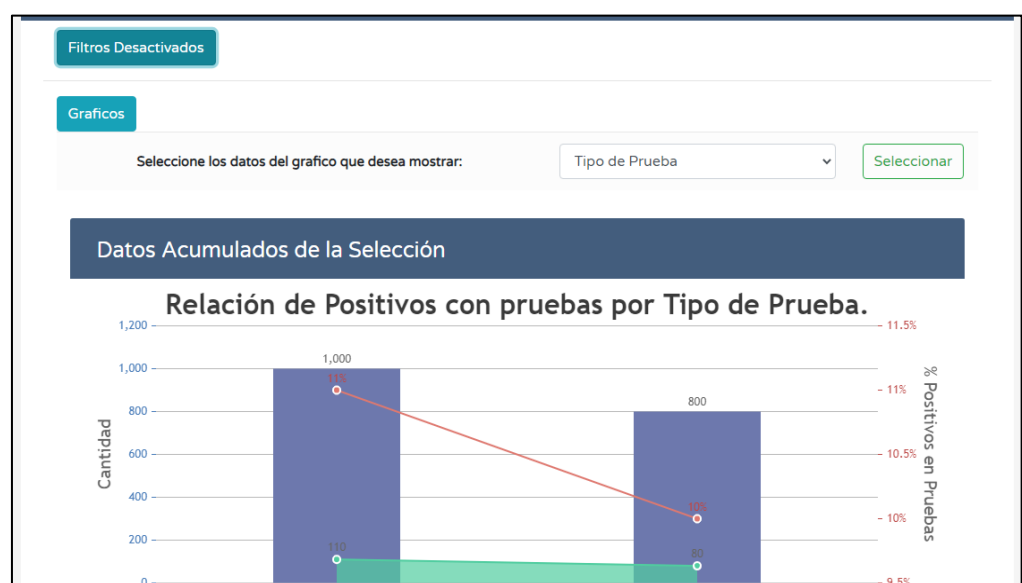 Filtros Desactivados
Graficos
Seleccione los datos del grafico que desea mostrar:
Tipo de Prueba
Seleccionar
Datos Acumulados de la Selección
Relación de Positivos con pruebas por Tipo de Prueba.
1,200
1,000
800
600
400
200
0
Cantidad
1,000
11%
110
800
10%
80
11.5%
11%
10.5%
10%
9.5%
% Positivos en Pruebas